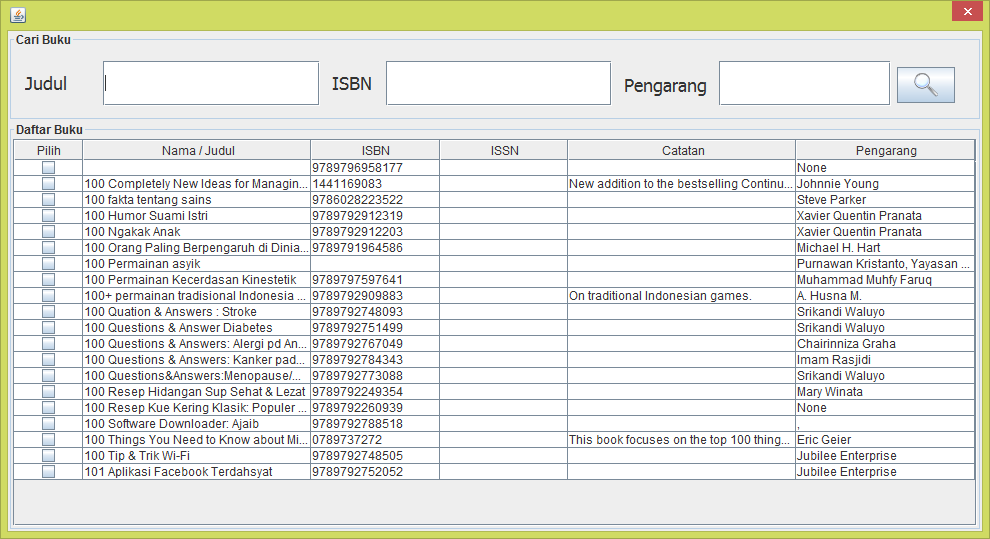 Cari Buku
Judul ISBN Pengarang
Daftar Buku
Pilih Nama / Judul ISBN ISSN Catatan Pengarang
9789796958177 None
100 Completely New Ideas for Managin... 1441169083 New addition to the bestselling Continu... Johnnie Young
100 fakta tentang sains 9786028223522 Steve Parker
100 Humor Suami Istri 9789792912319 Xavier Quentin Pranata
100 Ngakak Anak 9789792912203 Xavier Quentin Pranata
100 Orang Paling Berpengaruh di Dinia... 9789791964586 Michael H. Hart
100 Permainan asyik Purnawan Kristanto, Yayasan ...
100 Permainan Kecerdasan Kinestetik 9789797597641 Muhammad Muhfy Faruq
100+ permainan tradisional Indonesia ... 9789792909883 On traditional Indonesian games. A. Husna M.
100 Quation & Answers : Stroke 9789792748093 Srikandi Waluyo
100 Questions & Answer Diabetes 9789792751499 Srikandi Waluyo
100 Questions & Answers: Alergi pd An... 9789792767049 Chairinniza Graha
100 Questions & Answers: Kanker pad... 9789792784343 Imam Rasjidi
100 Questions&Answers:Menopause/... 9789792773088 Srikandi Waluyo
100 Resep Hidangan Sup Sehat & Lezat 9789792249354 Mary Winata
100 Resep Kue Kering Klasik: Populer ... 9789792260939 None
100 Software Downloader: Ajaib 9789792788518 ,
100 Things You Need to Know about Mi... 0789737272 This book focuses on the top 100 thing... Eric Geier
100 Tip & Trik Wi-Fi 9789792748505 Jubilee Enterprise
101 Aplikasi Facebook Terdahsyat 9789792752052 Jubilee Enterprise